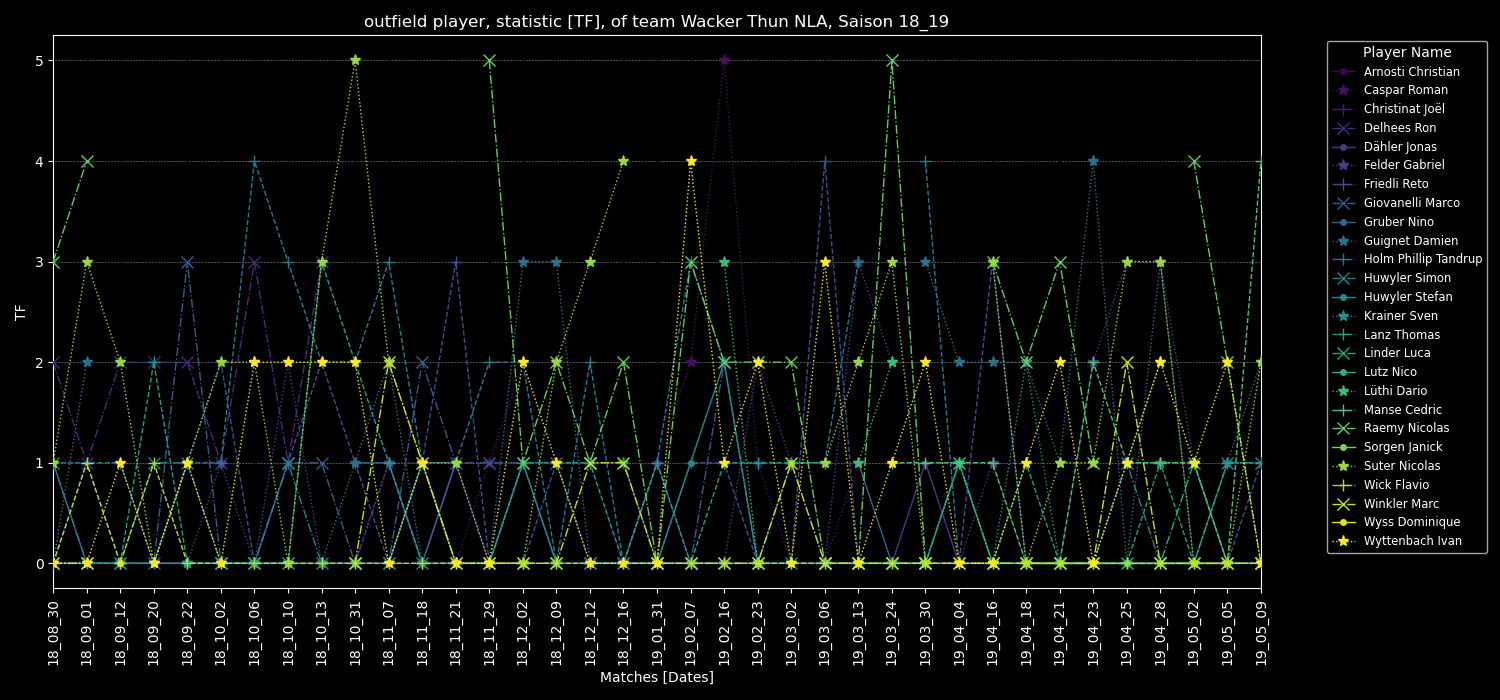 outfield player, statistic [TF], of team Wacker Thun NLA, Saison 18_19
TF
5
4
3
2
1
0
18_08_30
18_09_01
18_09_12
18_09_20
18_09_22
18_10_02
18_10_06
18_10_10
18_10_13
18_10_31
18_11_07
18_11_18
18_11_21
18_11_29
18_12_02
18_12_09
18_12_12
18_12_16
19_01_31
19_02_07
19_02_16
19_02_23
19_03_02
19_03_06
19_03_13
19_03_24
19_03_30
19_04_04
19_04_16
19_04_18
19_04_21
19_04_23
19_04_25
19_04_28
19_05_02
19_05_05
19_05_09
Matches [Dates]
Player Name
Arnosti Christian
Caspar Roman
Christinat Joël
Delhees Ron
Dähler Jonas
Felder Gabriel
Friedli Reto
Giovanelli Marco
Gruber Nino
Guignet Damien
Holm Phillip Tandrup
Huwyler Simon
Huwyler Stefan
Krainer Sven
Lanz Thomas
Linder Luca
Lutz Nico
Lüthi Dario
Manse Cedric
Raemy Nicolas
Sorgen Janick
Suter Nicolas
Wick Flavio
Winkler Marc
Wyss Dominique
Wyttenbach Ivan